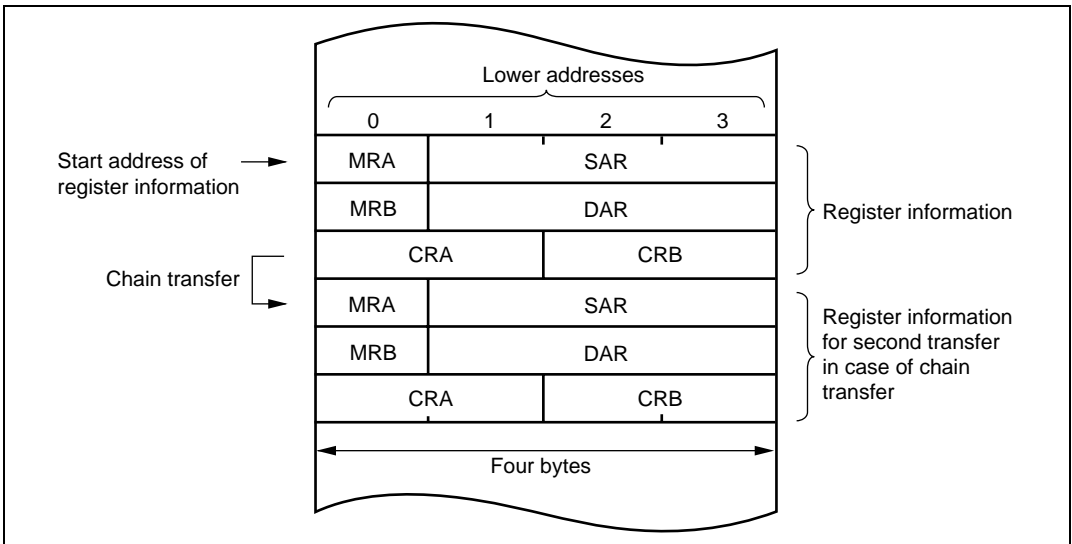 Lower addresses
0 1 2 3
Start address of
register information
MRA SAR
MRB DAR
CRA CRB
Register information
Chain transfer
MRA SAR
MRB DAR
CRA CRB
Register information
for second transfer
in case of chain
transfer
Four bytes